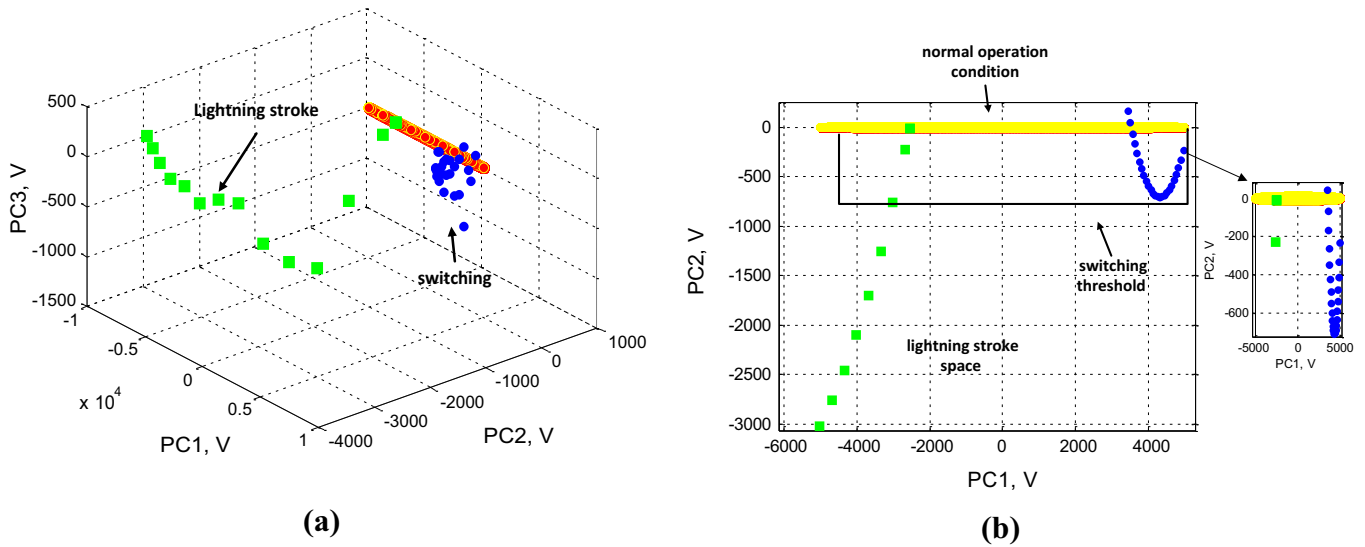 500
0
-500
-1000
-1500
PC3, V
Lightning stroke
switching
-1
-0.5
0
0.5
1
x 10^4
PC1, V
-4000
-3000
-2000
-1000
0
1000
PC2, V
(a)
normal operation
condition
0
-500
-1000
-1500
-2000
-2500
-3000
PC2, V
switching
threshold
lightning stroke
space
-6000 -4000 -2000 0 2000 4000
PC1, V
0
-200
-400
-600
PC2, V
-5000 0 5000
PC1, V
(b)